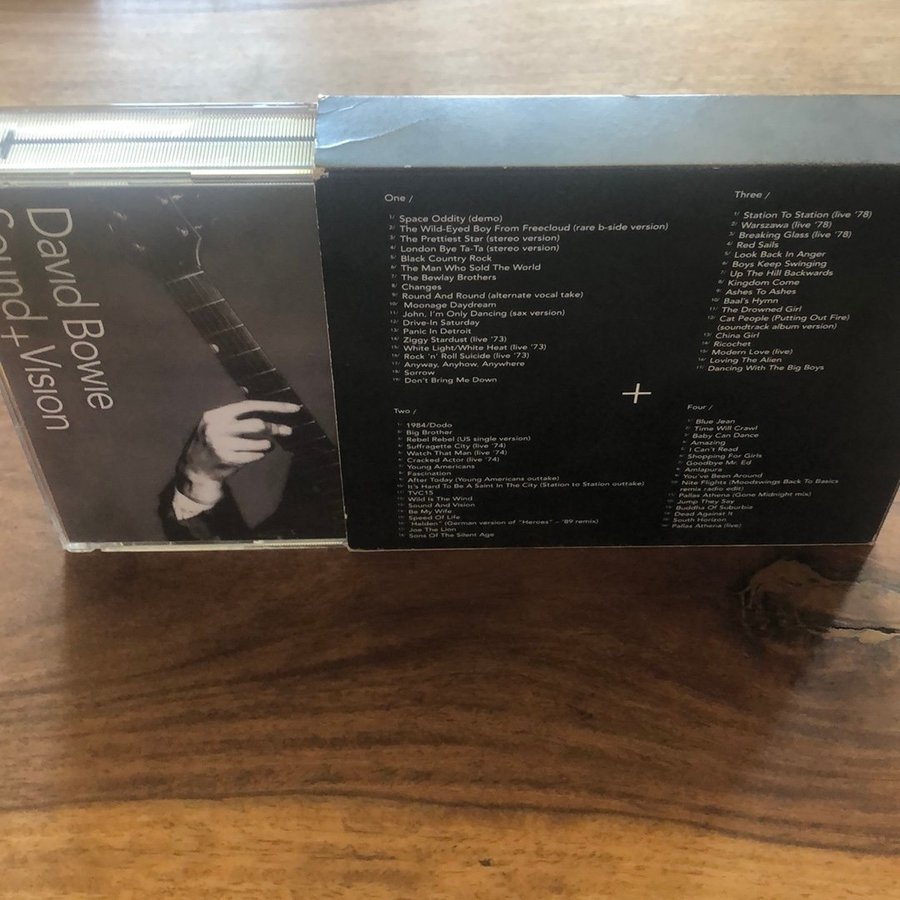 David Bowie
Sound + Vision
One /
1/ Space Oddity (demo)
2/ The Wild-Eyed Boy From Freecloud (rare b-side version)
3/ The Prettiest Star (stereo version)
4/ London Bye Ta-Ta (stereo version)
5/ Black Country Rock
6/ The Man Who Sold The World
7/ The Bewlay Brothers
8/ Changes
9/ Round And Round (alternate vocal take)
10/ Moonage Daydream
11/ John, I'm Only Dancing (sax version)
12/ Drive-In Saturday
13/ Panic In Detroit
14/ Ziggy Stardust (live '73)
15/ White Light/White Heat (live '73)
16/ Rock 'n' Roll Suicide (live '73)
17/ Anyway, Anyhow, Anywhere
18/ Sorrow
19/ Don't Bring Me Down
Two /
1/ 1984/Dodo
2/ Big Brother
3/ Rebel Rebel (US single version)
4/ Suffragette City (live '74)
5/ Watch That Man (live '74)
6/ Cracked Actor (live '74)
7/ Young Americans
8/ Fascination
9/ After Today (Young Americans outtake)
10/ It's Hard To Be A Saint In The City (Station to Station outtake)
11/ TVC15
12/ Wild Is The Wind
13/ Sound And Vision
14/ Be My Wife
15/ Speed Of Life
16/ "Helden" (German version of "Heroes" – '89 remix)
17/ Joe The Lion
18/ Sons Of The Silent Age
+
Three /
1/ Station To Station (live '78)
2/ Warszawa (live '78)
3/ Breaking Glass (live '78)
4/ Red Sails
5/ Look Back In Anger
6/ Boys Keep Swinging
7/ Up The Hill Backwards
8/ Kingdom Come
9/ Ashes To Ashes
10/ Baal's Hymn
11/ The Drowned Girl
12/ Cat People (Putting Out Fire)
(soundtrack album version)
13/ China Girl
14/ Ricochet
15/ Modern Love (live)
16/ Loving The Alien
17/ Dancing With The Big Boys
Four /
1/ Blue Jean
2/ Time Will Crawl
3/ Baby Can Dance
4/ Amazing
5/ I Can't Read
6/ Shopping For Girls
7/ Goodbye Mr. Ed
8/ Amlapura
9/ You've Been Around
10/ Nite Flights (Moodswings Back To Basics
remix radio edit)
11/ Pallas Athena (Gone Midnight mix)
12/ Jump They Say
13/ Buddha Of Suburbia
14/ Dead Against It
15/ South Horizon
16/ Pallas Athena (live)